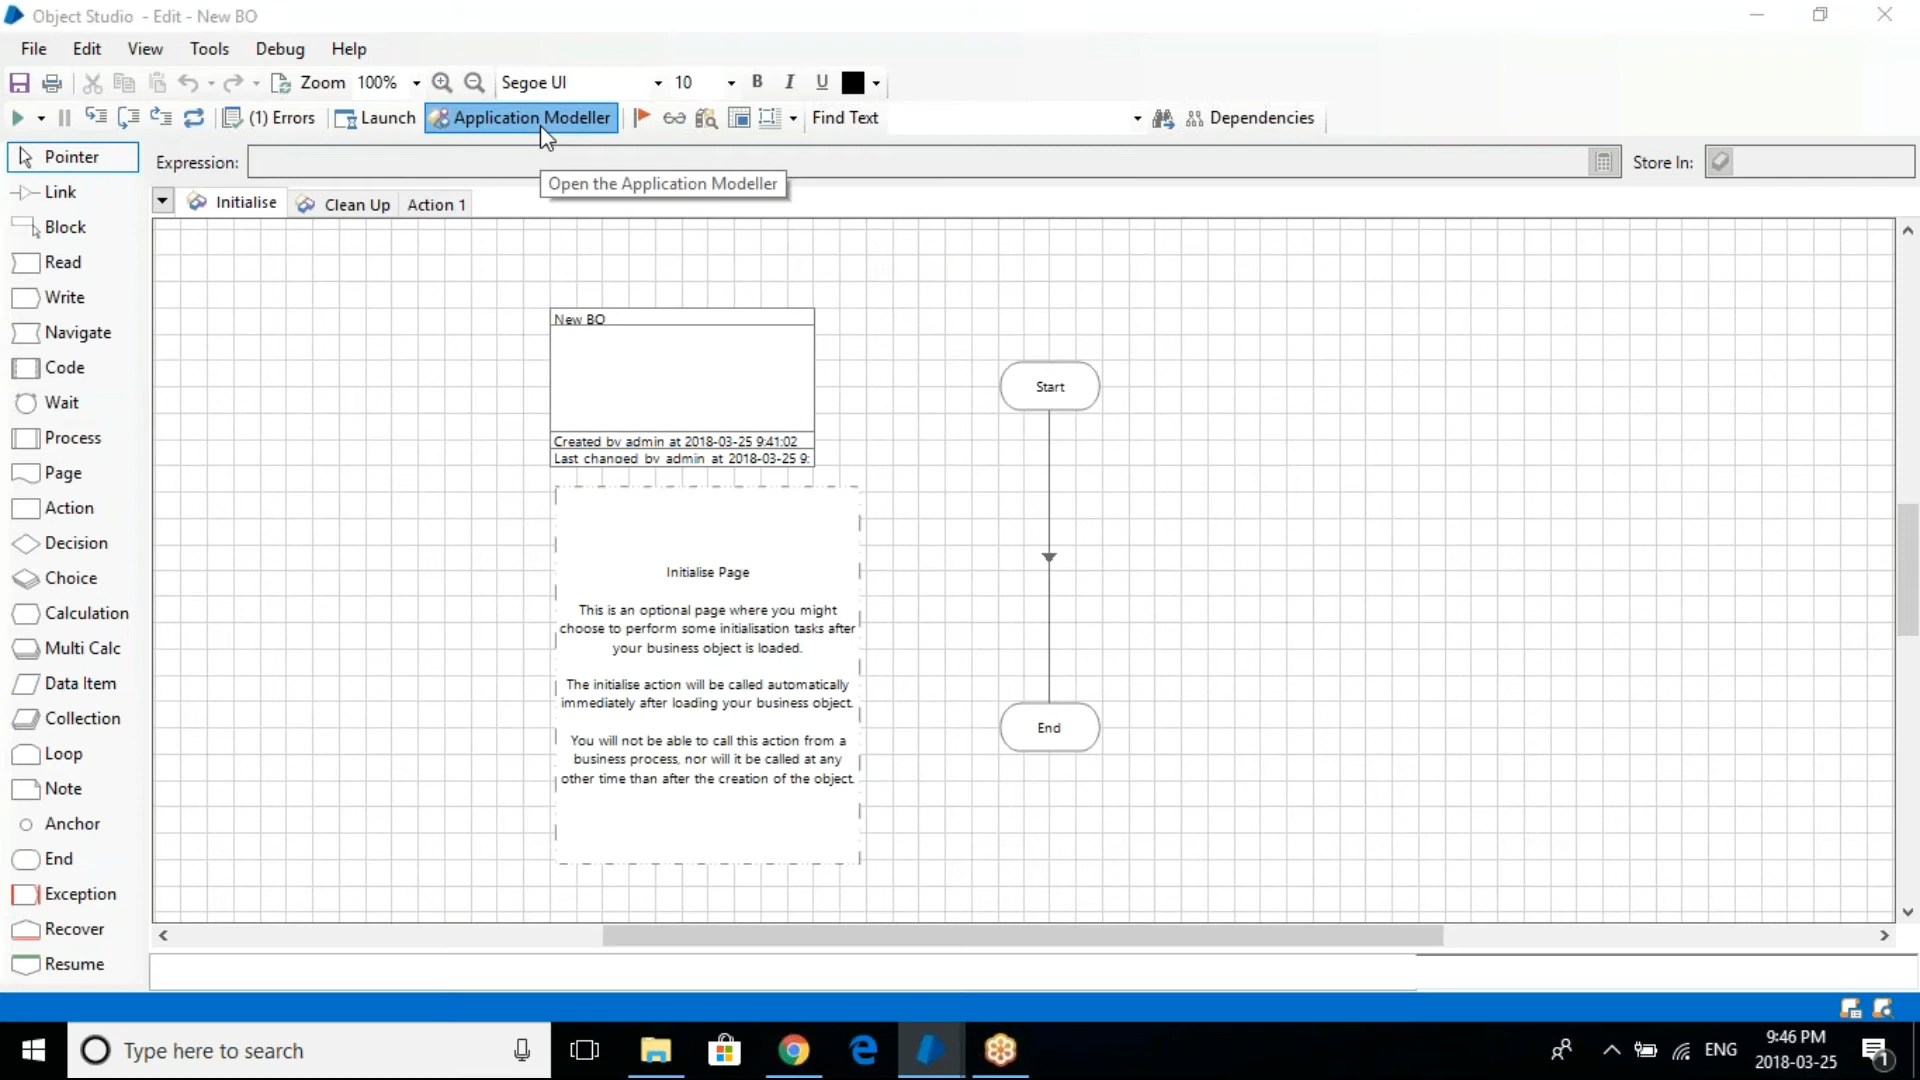 Object Studio - Edit - New BO
File Edit View Tools Debug Help
Zoom 100% Segoe UI 10 B I U
(1) Errors Launch Application Modeller Find Text Dependencies
Pointer
Expression: Store In:
Open the Application Modeller
Link
Initialise Clean Up Action 1
Block
Read
Write
Navigate
Code
Wait
Process
Page
Action
Decision
Choice
Calculation
Multi Calc
Data Item
Collection
Loop
Note
Anchor
End
Exception
Recover
Resume
New BO
Created by admin at 2018-03-25 9:41:02
Last changed by admin at 2018-03-25 9:
Initialise Page
This is an optional page where you might
choose to perform some initialisation tasks after
your business object is loaded.
The initialise action will be called automatically
immediately after loading your business object.
You will not be able to call this action from a
business process, nor will it be called at any
other time than after the creation of the object.
Start
End
Type here to search
ENG
9:46 PM
2018-03-25
1